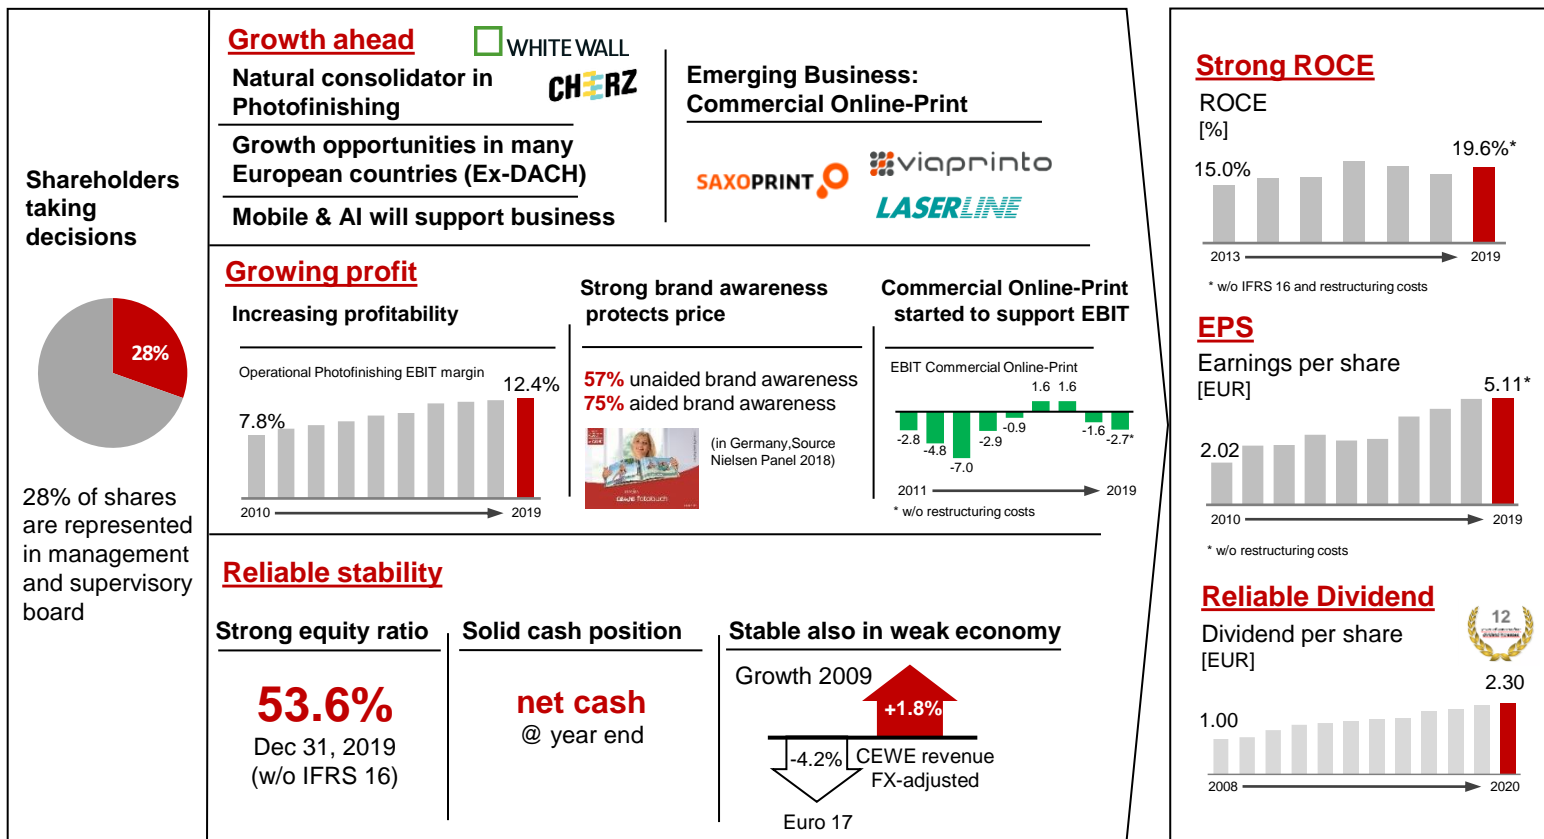 Shareholders
taking
decisions
28%
28% of shares
are represented
in management
and supervisory
board
Growth ahead
WHITE WALL
CHEERZ
Natural consolidator in
Photofinishing
Growth opportunities in many
European countries (Ex-DACH)
Mobile & AI will support business
Emerging Business:
Commercial Online-Print
SAXOPRINT
viaprinto
LASERLINE
Growing profit
Increasing profitability
Operational Photofinishing EBIT margin
7.8%
12.4%
2010
2019
Strong brand awareness
protects price
57% unaided brand awareness
75% aided brand awareness
(in Germany,Source
Nielsen Panel 2018)
cewe fotobuch
Commercial Online-Print
started to support EBIT
EBIT Commercial Online-Print
1.6 1.6
-2.8 -4.8 -7.0 -2.9 -0.9 -1.6 -2.7*
2011
2019
* w/o restructuring costs
Reliable stability
Strong equity ratio
53.6%
Dec 31, 2019
(w/o IFRS 16)
Solid cash position
net cash
@ year end
Stable also in weak economy
Growth 2009
+1.8%
-4.2%
CEWE revenue
FX-adjusted
Euro 17
Strong ROCE
ROCE
[%]
15.0%
19.6%*
2013
2019
* w/o IFRS 16 and restructuring costs
EPS
Earnings per share
[EUR]
2.02
5.11*
2010
2019
* w/o restructuring costs
Reliable Dividend
12
Dividend per share
[EUR]
1.00
2.30
2008
2020